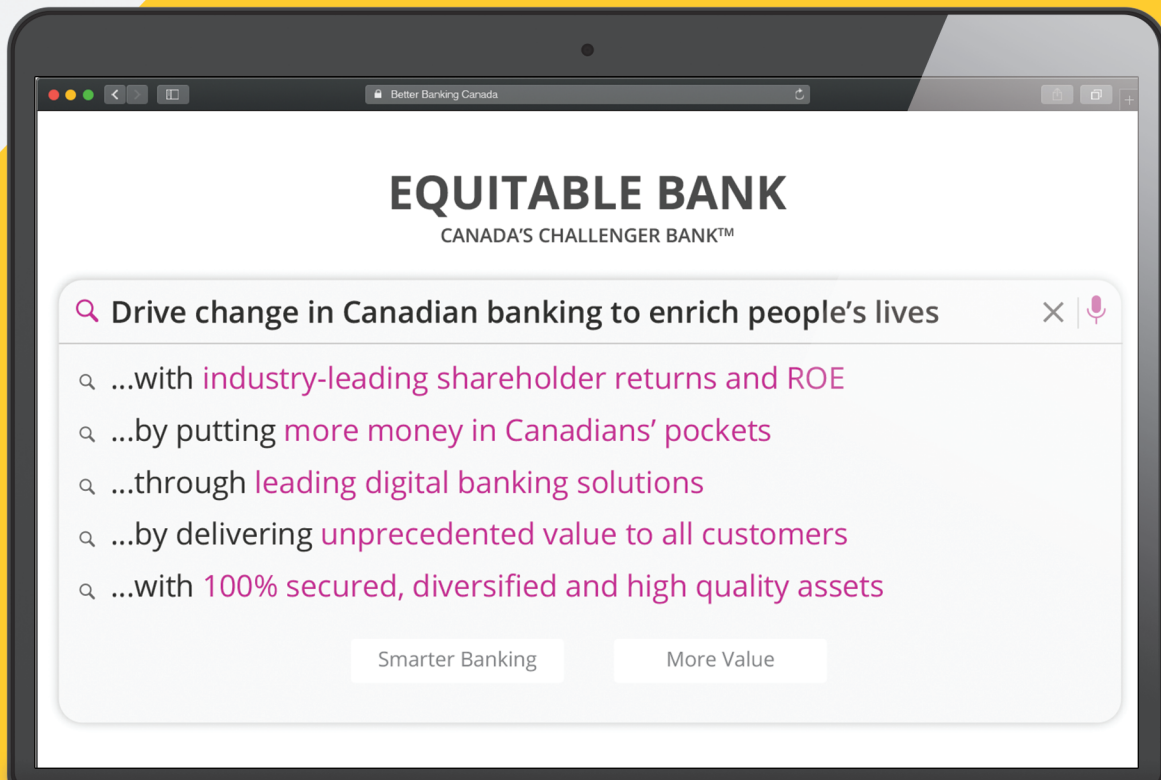 Better Banking Canada
EQUITABLE BANK
CANADA'S CHALLENGER BANK™
Drive change in Canadian banking to enrich people's lives
...with industry-leading shareholder returns and ROE
...by putting more money in Canadians' pockets
...through leading digital banking solutions
...by delivering unprecedented value to all customers
...with 100% secured, diversified and high quality assets
Smarter Banking
More Value